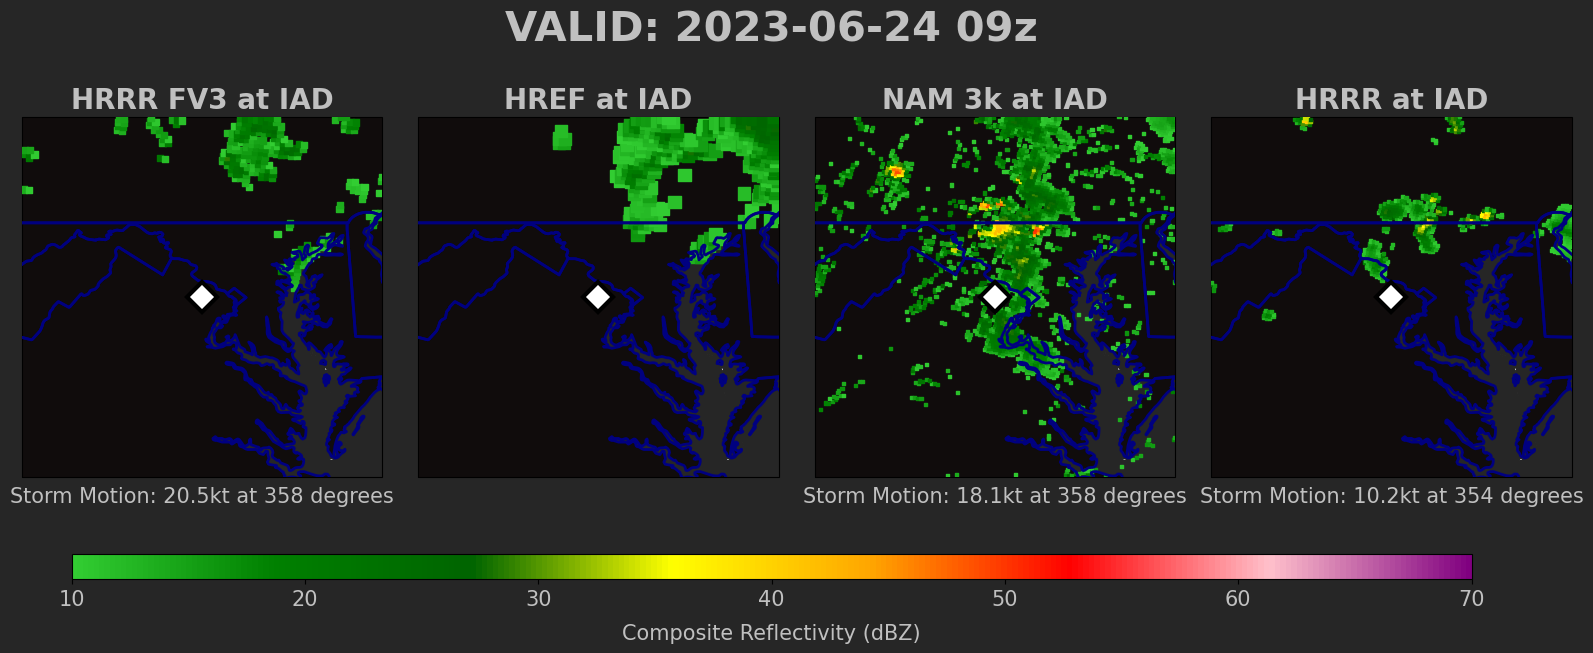 VALID: 2023-06-24 09z
HRRR FV3 at IAD
HREF at IAD
NAM 3k at IAD
HRRR at IAD
Storm Motion: 20.5kt at 358 degrees
Storm Motion: 18.1kt at 358 degrees
Storm Motion: 10.2kt at 354 degrees
10 20 30 40 50 60 70
Composite Reflectivity (dBZ)